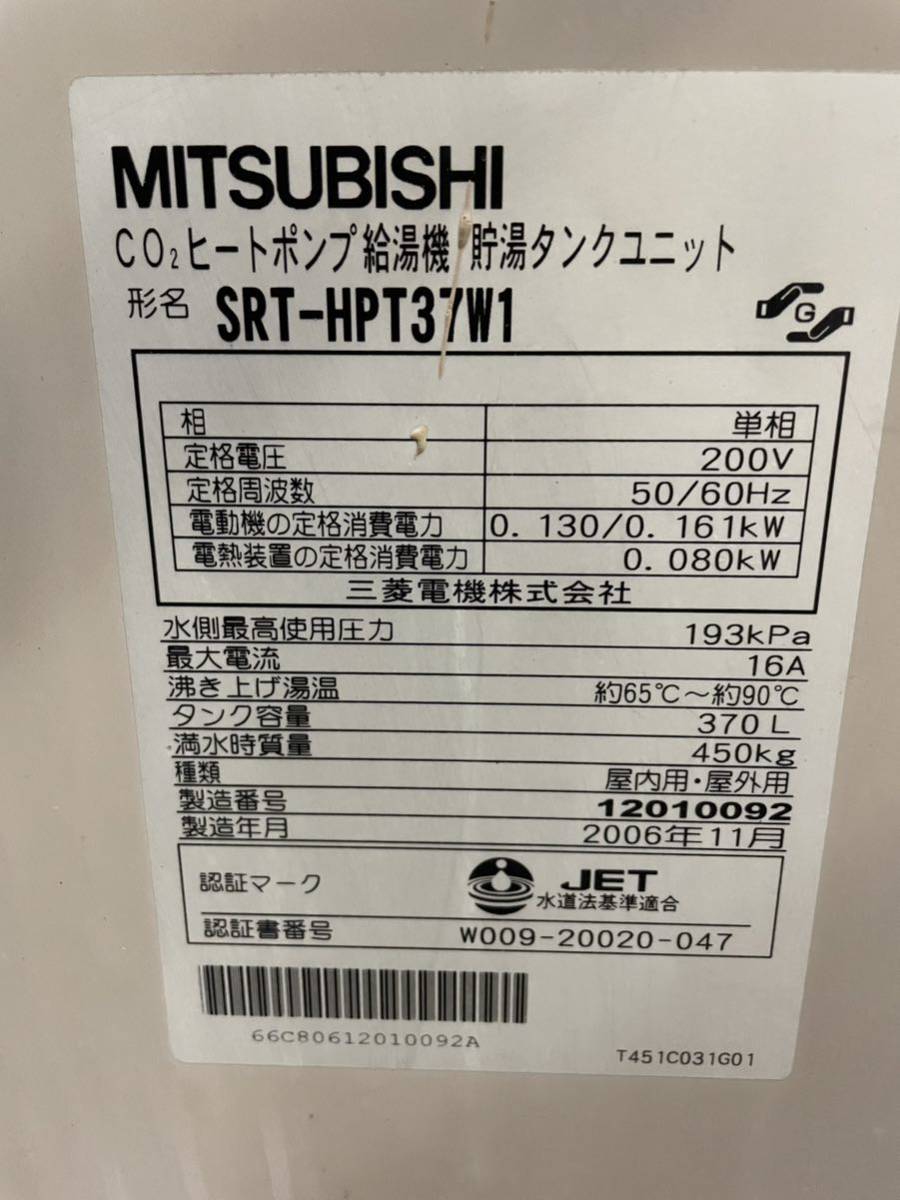 MITSUBISHI
CO₂ヒートポンプ給湯機 貯湯タンクユニット
形名 SRT-HPT37W1
G
相 単相
定格電圧 200V
定格周波数 50/60Hz
電動機の定格消費電力 0.130/0.161kW
電熱装置の定格消費電力 0.080kW
三菱電機株式会社
水側最高使用圧力 193kPa
最大電流 16A
沸き上げ湯温 約65℃～約90℃
タンク容量 370L
満水時質量 450kg
種類 屋内用・屋外用
製造番号 12010092
製造年月 2006年11月
認証マーク JET
水道法基準適合
認証書番号 W009-20020-047
66C80612010092A
T451C031G01